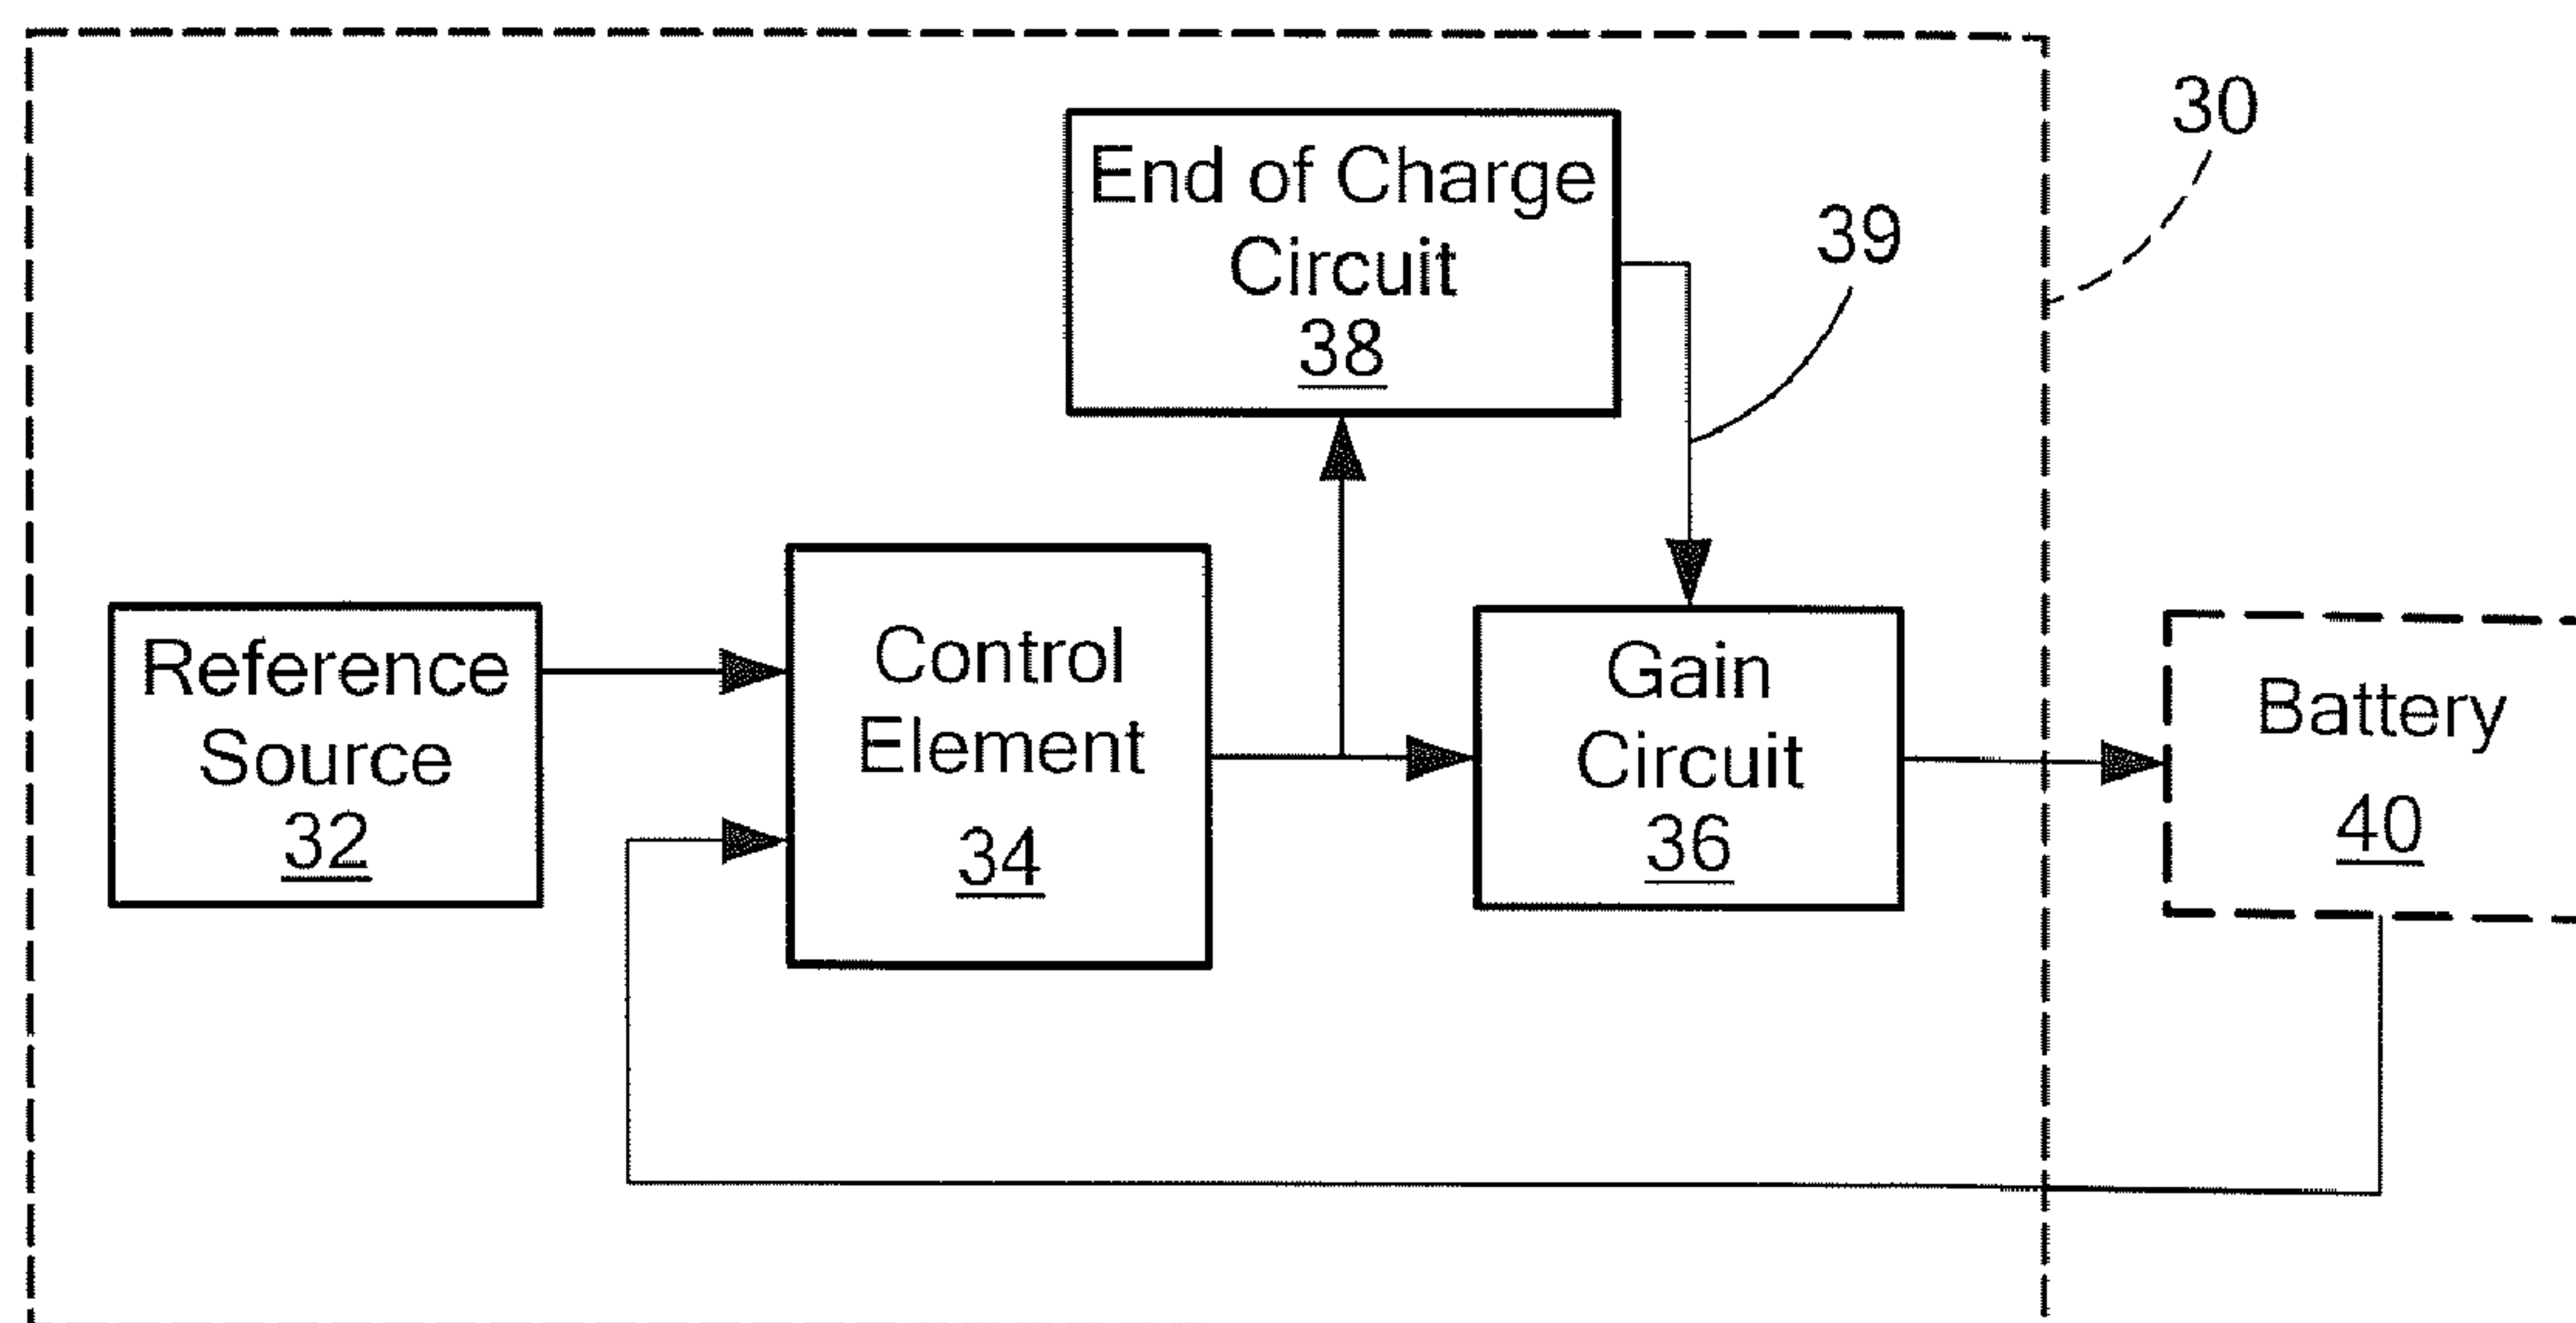 30
End of Charge
Circuit
38
39
Reference
Source
32
Control
Element
34
Gain
Circuit
36
Battery
40